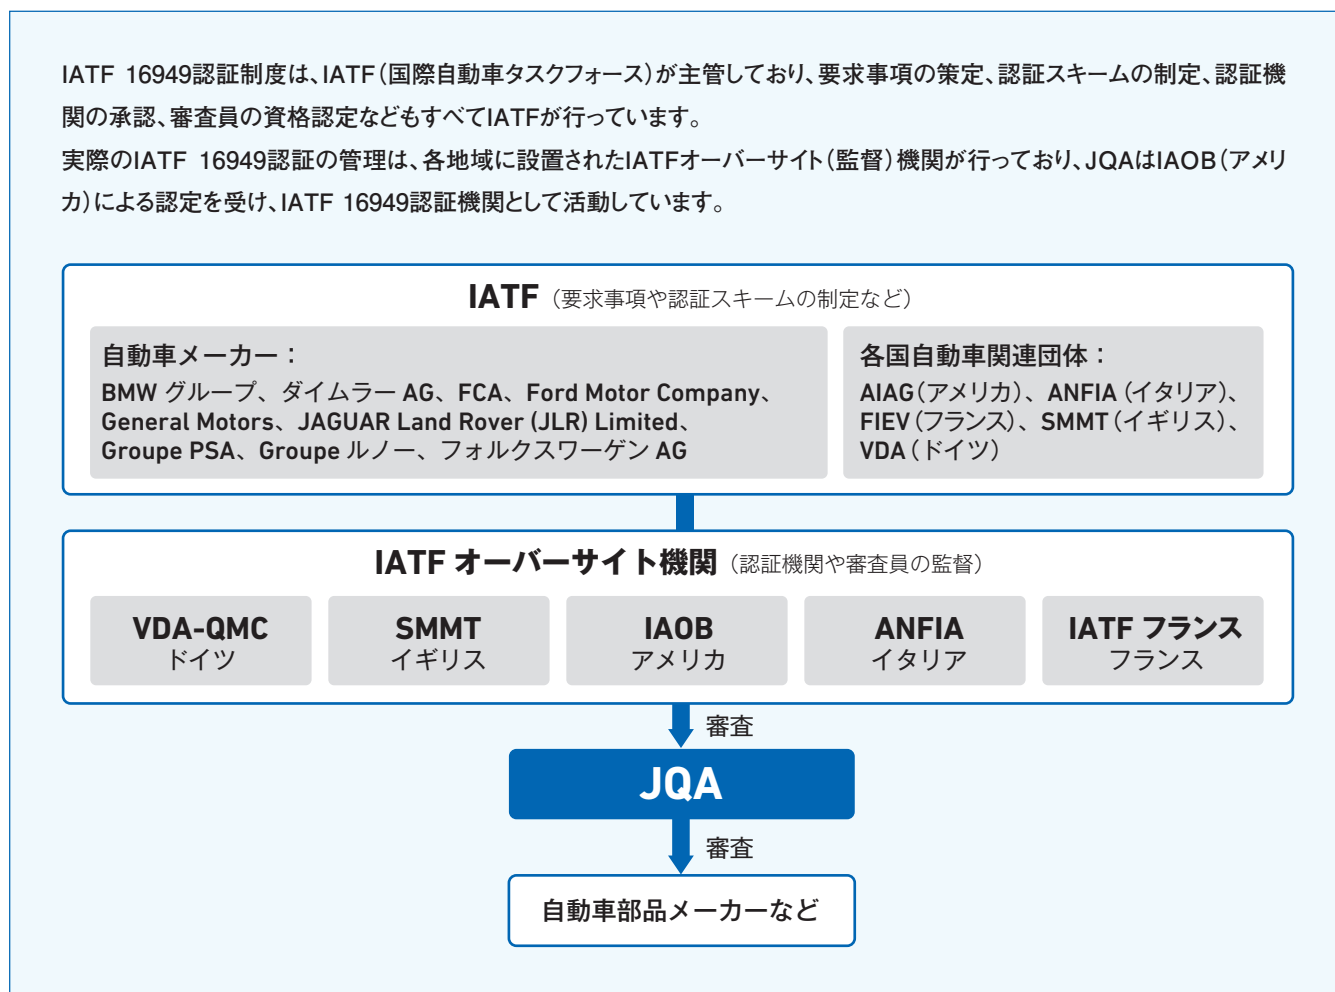 IATF 16949認証制度は、IATF（国際自動車タスクフォース）が主管しており、要求事項の策定、認証スキームの制定、認証機
関の承認、審査員の資格認定などもすべてIATFが行っています。
実際のIATF 16949認証の管理は、各地域に設置されたIATFオーバーサイト（監督）機関が行っており、JQAはIAOB（アメリ
カ）による認定を受け、IATF 16949認証機関として活動しています。
IATF（要求事項や認証スキームの制定など）
自動車メーカー：
BMW グループ、ダイムラー AG、FCA、Ford Motor Company、
General Motors、JAGUAR Land Rover (JLR) Limited、
Groupe PSA、Groupe ルノー、フォルクスワーゲン AG
各国自動車関連団体：
AIAG（アメリカ）、ANFIA（イタリア）、
FIEV（フランス）、SMMT（イギリス）、
VDA（ドイツ）
IATF オーバーサイト機関（認証機関や審査員の監督）
VDA-QMC
ドイツ
SMMT
イギリス
IAOB
アメリカ
ANFIA
イタリア
IATF フランス
フランス
審査
JQA
審査
自動車部品メーカーなど